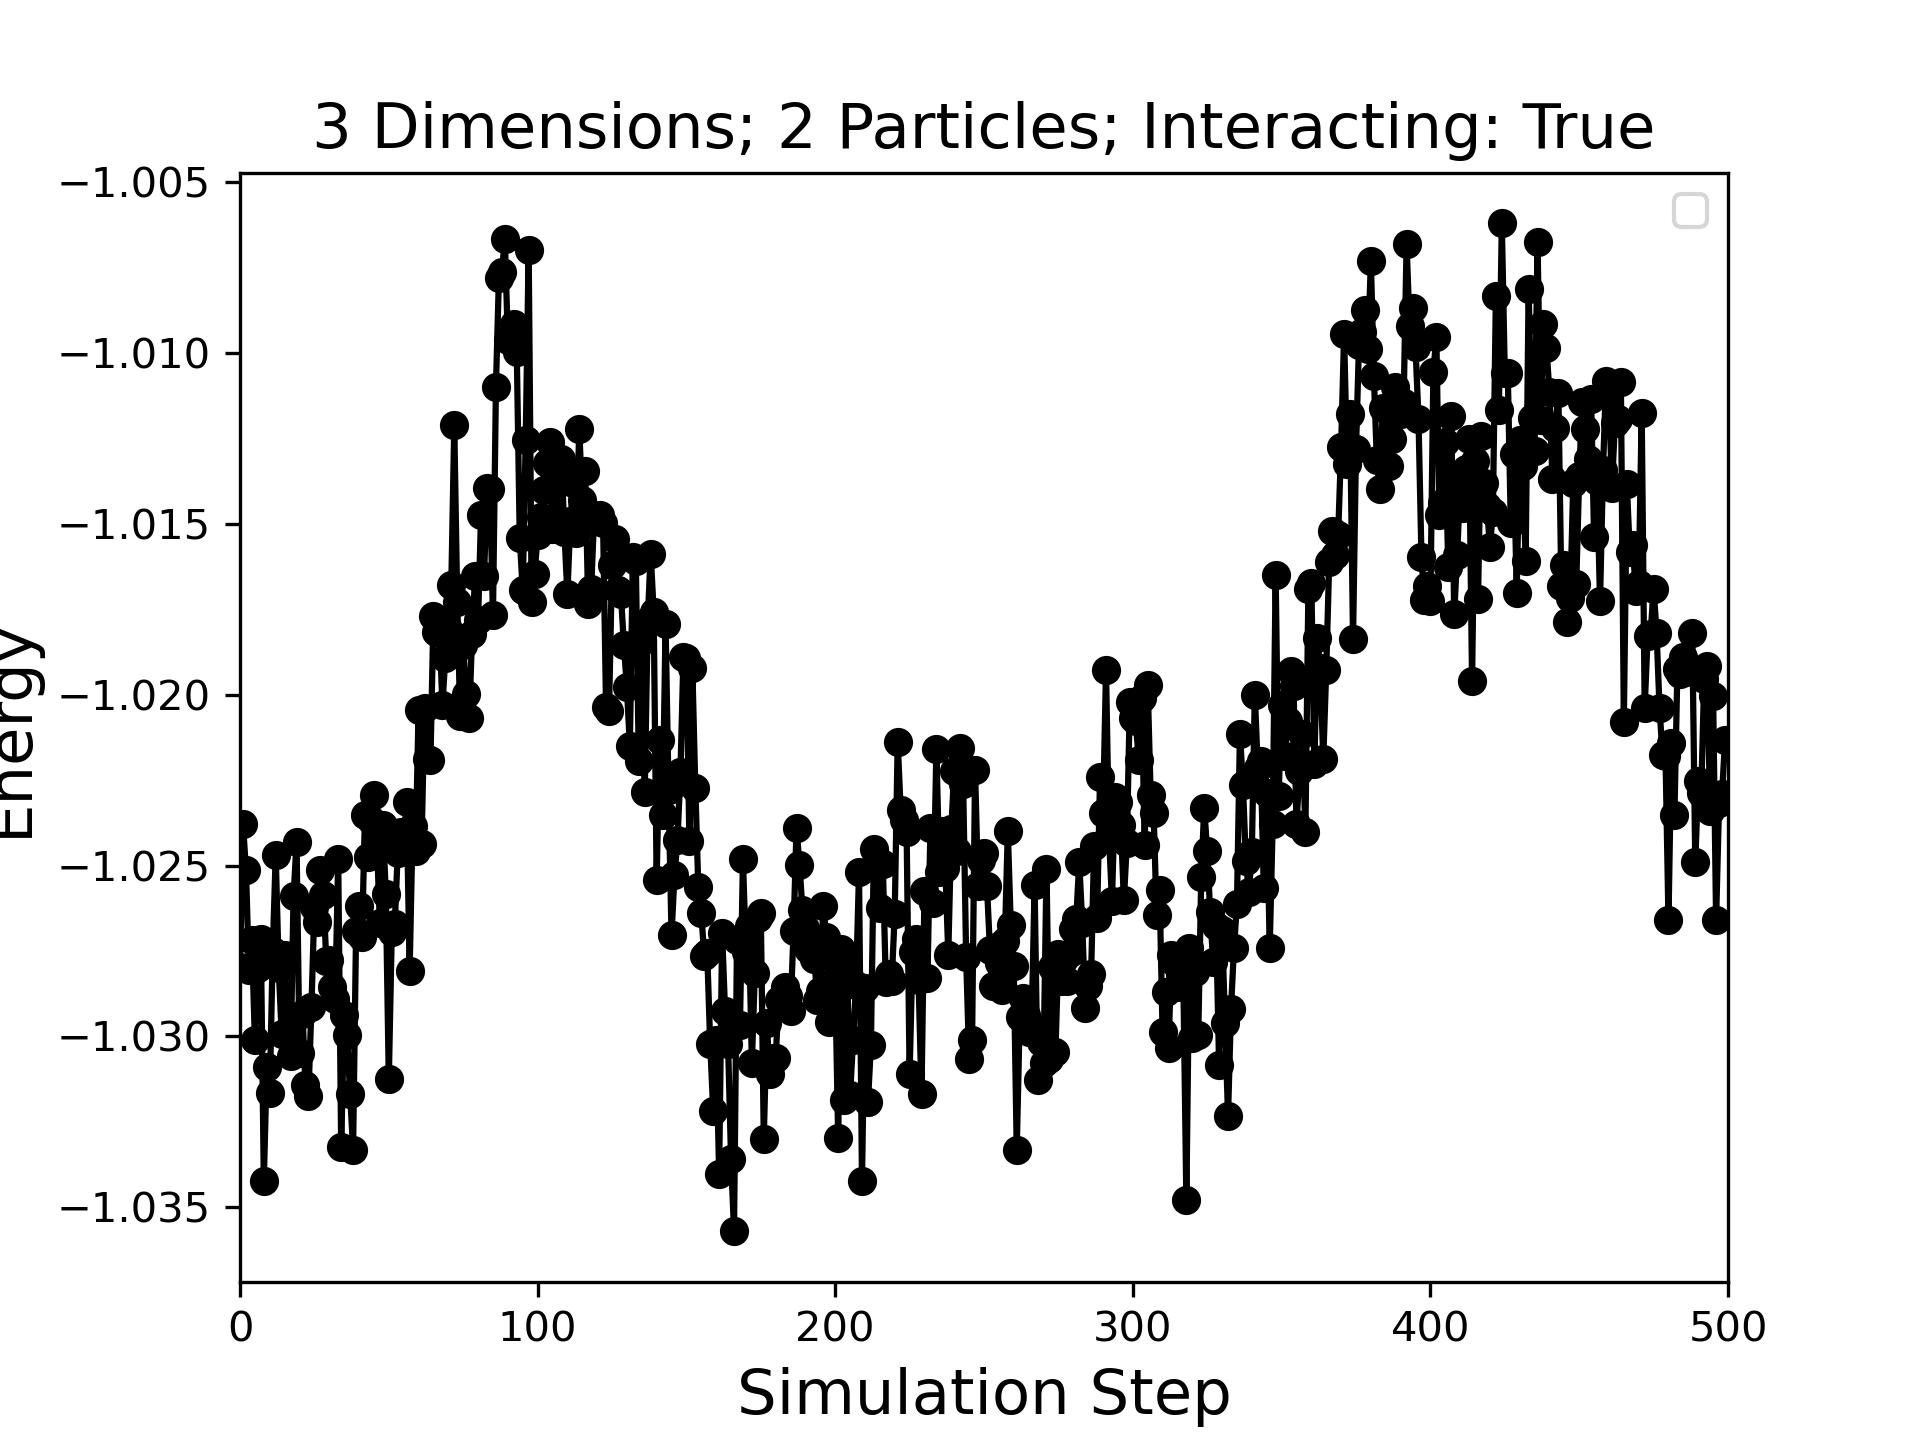 3 Dimensions; 2 Particles; Interacting: True
−1.005
−1.010
−1.015
−1.020
−1.025
−1.030
−1.035
Energy
0 100 200 300 400 500
Simulation Step